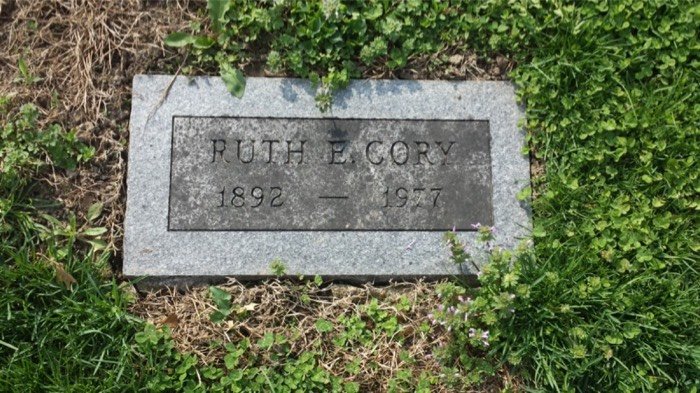 RUTH E. CORY
1892 — 1977